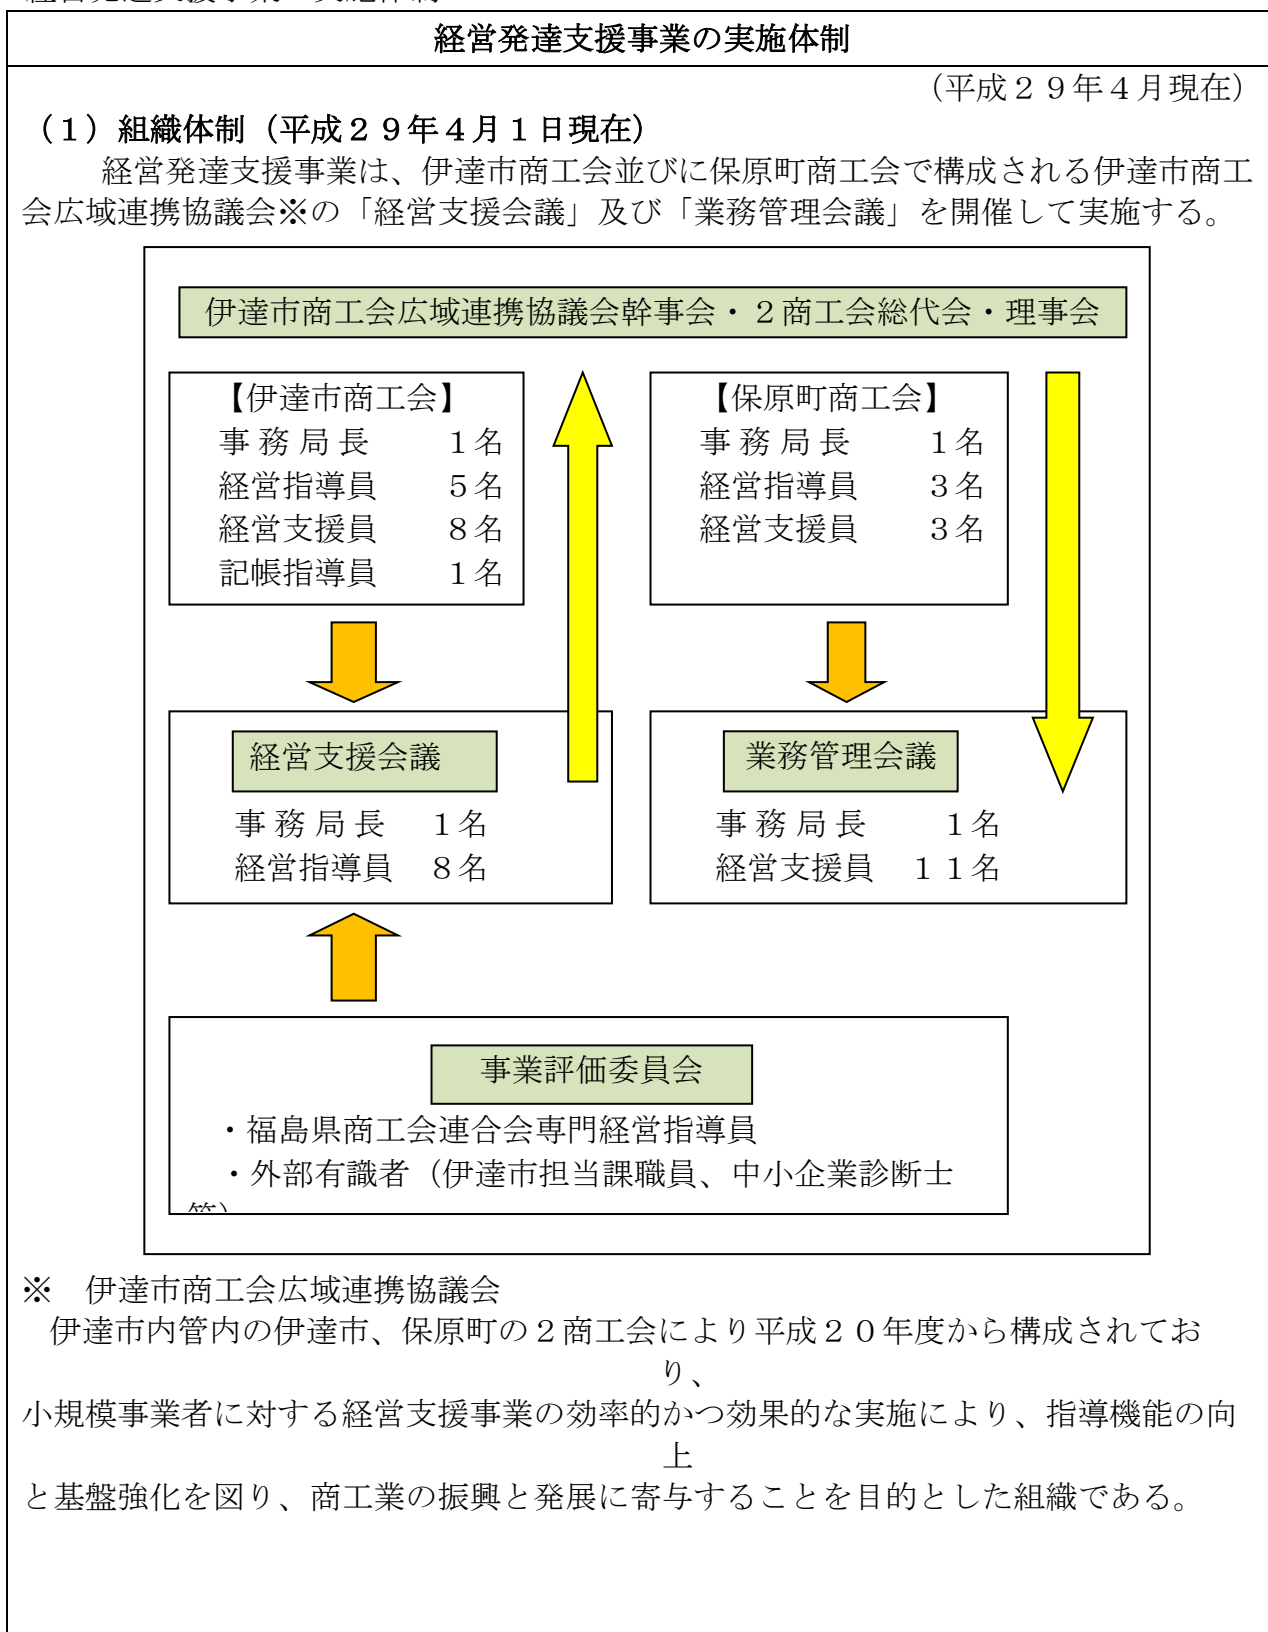 経営発達支援事業の実施体制
（平成２９年４月現在）
（１）組織体制（平成２９年４月１日現在）
経営発達支援事業は、伊達市商工会並びに保原町商工会で構成される伊達市商工
会広域連携協議会※の「経営支援会議」及び「業務管理会議」を開催して実施する。
伊達市商工会広域連携協議会幹事会・２商工会総代会・理事会
【伊達市商工会】
事務局長　１名
経営指導員　５名
経営支援員　８名
記帳指導員　１名
【保原町商工会】
事務局長　１名
経営指導員　３名
経営支援員　３名
経営支援会議
事務局長　１名
経営指導員　８名
業務管理会議
事務局長　１名
経営支援員　１１名
事業評価委員会
・福島県商工会連合会専門経営指導員
・外部有識者（伊達市担当課職員、中小企業診断士
※　伊達市商工会広域連携協議会
伊達市内管内の伊達市、保原町の２商工会により平成２０年度から構成されてお
り、
小規模事業者に対する経営支援事業の効率的かつ効果的な実施により、指導機能の向
上
と基盤強化を図り、商工業の振興と発展に寄与することを目的とした組織である。